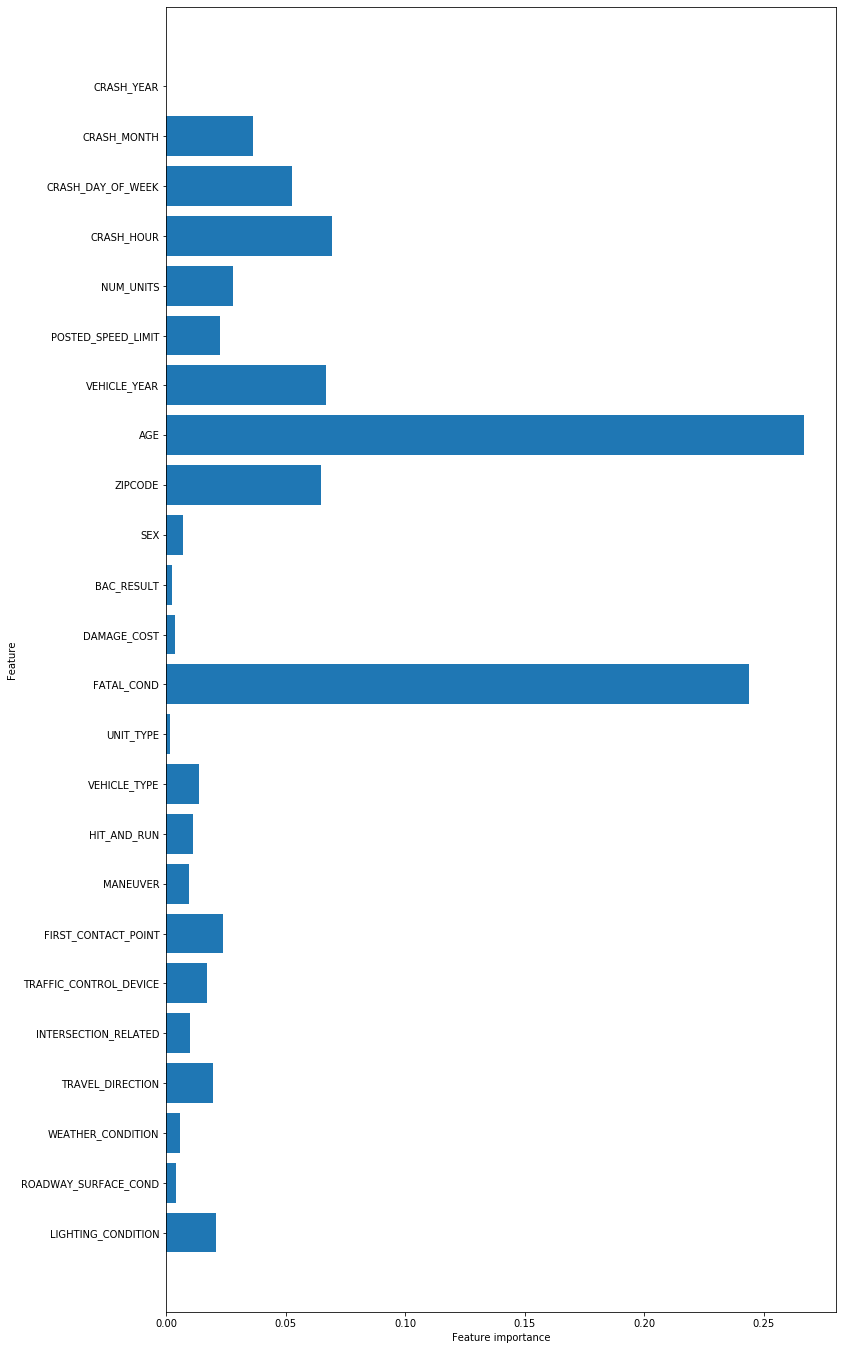 CRASH_YEAR
CRASH_MONTH
CRASH_DAY_OF_WEEK
CRASH_HOUR
NUM_UNITS
POSTED_SPEED_LIMIT
VEHICLE_YEAR
AGE
ZIPCODE
SEX
BAC_RESULT
DAMAGE_COST
Feature
FATAL_COND
UNIT_TYPE
VEHICLE_TYPE
HIT_AND_RUN
MANEUVER
FIRST_CONTACT_POINT
TRAFFIC_CONTROL_DEVICE
INTERSECTION_RELATED
TRAVEL_DIRECTION
WEATHER_CONDITION
ROADWAY_SURFACE_COND
LIGHTING_CONDITION
0.00 0.05 0.10 0.15 0.20 0.25
Feature importance